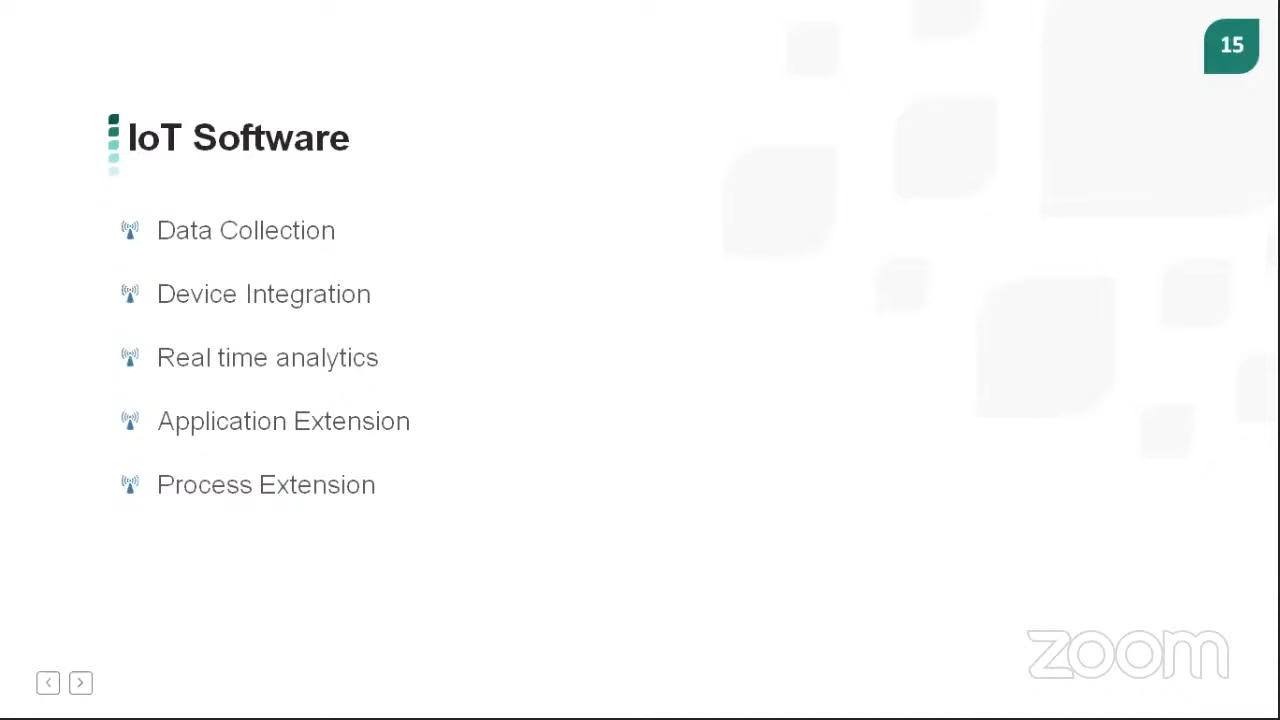 15
IoT Software
Data Collection
Device Integration
Real time analytics
Application Extension
Process Extension
zoom